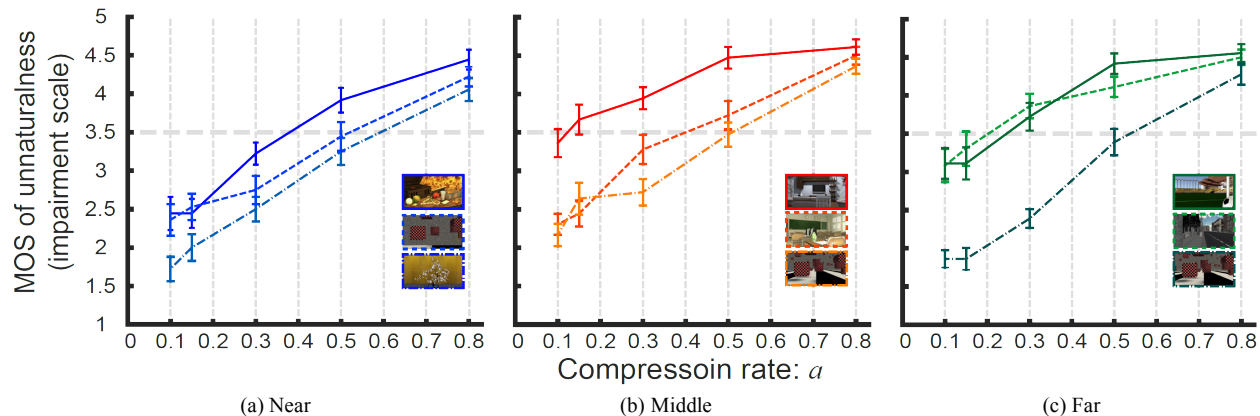 MOS of unnaturalness
(impairment scale)
5
4.5
4
3.5
3
2.5
2
1.5
1
0 0.1 0.2 0.3 0.4 0.5 0.6 0.7 0.8
0 0.1 0.2 0.3 0.4 0.5 0.6 0.7 0.8
0 0.1 0.2 0.3 0.4 0.5 0.6 0.7 0.8
Compressoin rate: a
(a) Near
(b) Middle
(c) Far